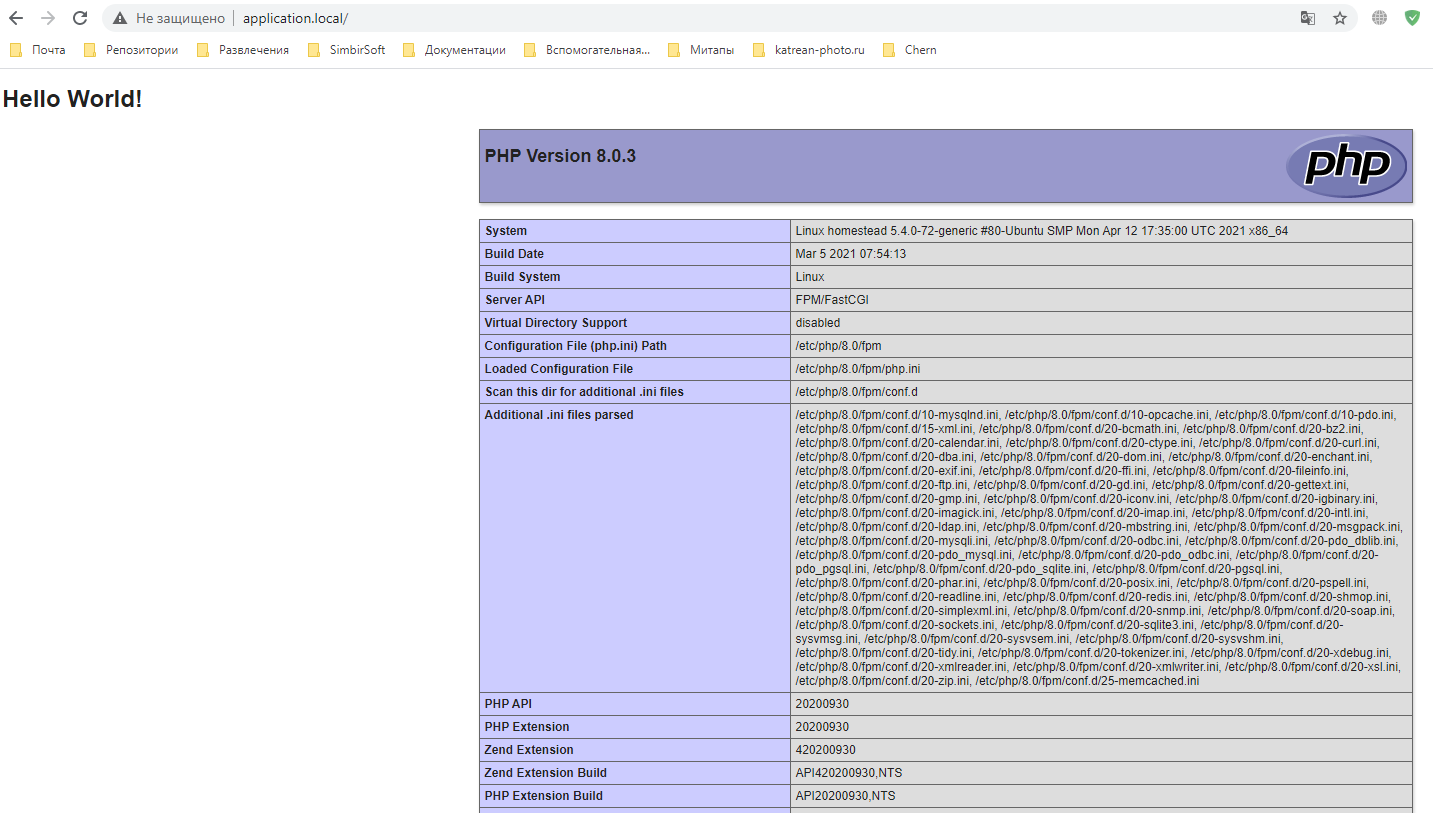 Не защищено application.local/
Почта Репозитории Развлечения SimbirSoft Документации Вспомогательная... Митапы katrean-photo.ru Chern
Hello World!
PHP Version 8.0.3
php
System Linux homestead 5.4.0-72-generic #80-Ubuntu SMP Mon Apr 12 17:35:00 UTC 2021 x86_64
Build Date Mar 5 2021 07:54:13
Build System Linux
Server API FPM/FastCGI
Virtual Directory Support disabled
Configuration File (php.ini) Path /etc/php/8.0/fpm
Loaded Configuration File /etc/php/8.0/fpm/php.ini
Scan this dir for additional .ini files /etc/php/8.0/fpm/conf.d
Additional .ini files parsed /etc/php/8.0/fpm/conf.d/10-mysqlnd.ini, /etc/php/8.0/fpm/conf.d/10-opcache.ini, /etc/php/8.0/fpm/conf.d/10-pdo.ini,
/etc/php/8.0/fpm/conf.d/15-xml.ini, /etc/php/8.0/fpm/conf.d/20-bcmath.ini, /etc/php/8.0/fpm/conf.d/20-bz2.ini,
/etc/php/8.0/fpm/conf.d/20-calendar.ini, /etc/php/8.0/fpm/conf.d/20-ctype.ini, /etc/php/8.0/fpm/conf.d/20-curl.ini,
/etc/php/8.0/fpm/conf.d/20-dba.ini, /etc/php/8.0/fpm/conf.d/20-dom.ini, /etc/php/8.0/fpm/conf.d/20-enchant.ini,
/etc/php/8.0/fpm/conf.d/20-exif.ini, /etc/php/8.0/fpm/conf.d/20-ffi.ini, /etc/php/8.0/fpm/conf.d/20-fileinfo.ini,
/etc/php/8.0/fpm/conf.d/20-ftp.ini, /etc/php/8.0/fpm/conf.d/20-gd.ini, /etc/php/8.0/fpm/conf.d/20-gettext.ini,
/etc/php/8.0/fpm/conf.d/20-gmp.ini, /etc/php/8.0/fpm/conf.d/20-iconv.ini, /etc/php/8.0/fpm/conf.d/20-igbinary.ini,
/etc/php/8.0/fpm/conf.d/20-imagick.ini, /etc/php/8.0/fpm/conf.d/20-imap.ini, /etc/php/8.0/fpm/conf.d/20-intl.ini,
/etc/php/8.0/fpm/conf.d/20-ldap.ini, /etc/php/8.0/fpm/conf.d/20-mbstring.ini, /etc/php/8.0/fpm/conf.d/20-msgpack.ini,
/etc/php/8.0/fpm/conf.d/20-mysqli.ini, /etc/php/8.0/fpm/conf.d/20-odbc.ini, /etc/php/8.0/fpm/conf.d/20-pdo_dblib.ini,
/etc/php/8.0/fpm/conf.d/20-pdo_mysql.ini, /etc/php/8.0/fpm/conf.d/20-pdo_odbc.ini, /etc/php/8.0/fpm/conf.d/20-
pdo_pgsql.ini, /etc/php/8.0/fpm/conf.d/20-pdo_sqlite.ini, /etc/php/8.0/fpm/conf.d/20-pgsql.ini,
/etc/php/8.0/fpm/conf.d/20-phar.ini, /etc/php/8.0/fpm/conf.d/20-posix.ini, /etc/php/8.0/fpm/conf.d/20-pspell.ini,
/etc/php/8.0/fpm/conf.d/20-readline.ini, /etc/php/8.0/fpm/conf.d/20-redis.ini, /etc/php/8.0/fpm/conf.d/20-shmop.ini,
/etc/php/8.0/fpm/conf.d/20-simplexml.ini, /etc/php/8.0/fpm/conf.d/20-snmp.ini, /etc/php/8.0/fpm/conf.d/20-soap.ini,
/etc/php/8.0/fpm/conf.d/20-sockets.ini, /etc/php/8.0/fpm/conf.d/20-sqlite3.ini, /etc/php/8.0/fpm/conf.d/20-
sysvmsg.ini, /etc/php/8.0/fpm/conf.d/20-sysvsem.ini, /etc/php/8.0/fpm/conf.d/20-sysvshm.ini,
/etc/php/8.0/fpm/conf.d/20-tidy.ini, /etc/php/8.0/fpm/conf.d/20-tokenizer.ini, /etc/php/8.0/fpm/conf.d/20-xdebug.ini,
/etc/php/8.0/fpm/conf.d/20-xmlreader.ini, /etc/php/8.0/fpm/conf.d/20-xmlwriter.ini, /etc/php/8.0/fpm/conf.d/20-xsl.ini,
/etc/php/8.0/fpm/conf.d/20-zip.ini, /etc/php/8.0/fpm/conf.d/25-memcached.ini
PHP API 20200930
PHP Extension 20200930
Zend Extension 420200930
Zend Extension Build API420200930,NTS
PHP Extension Build API20200930,NTS